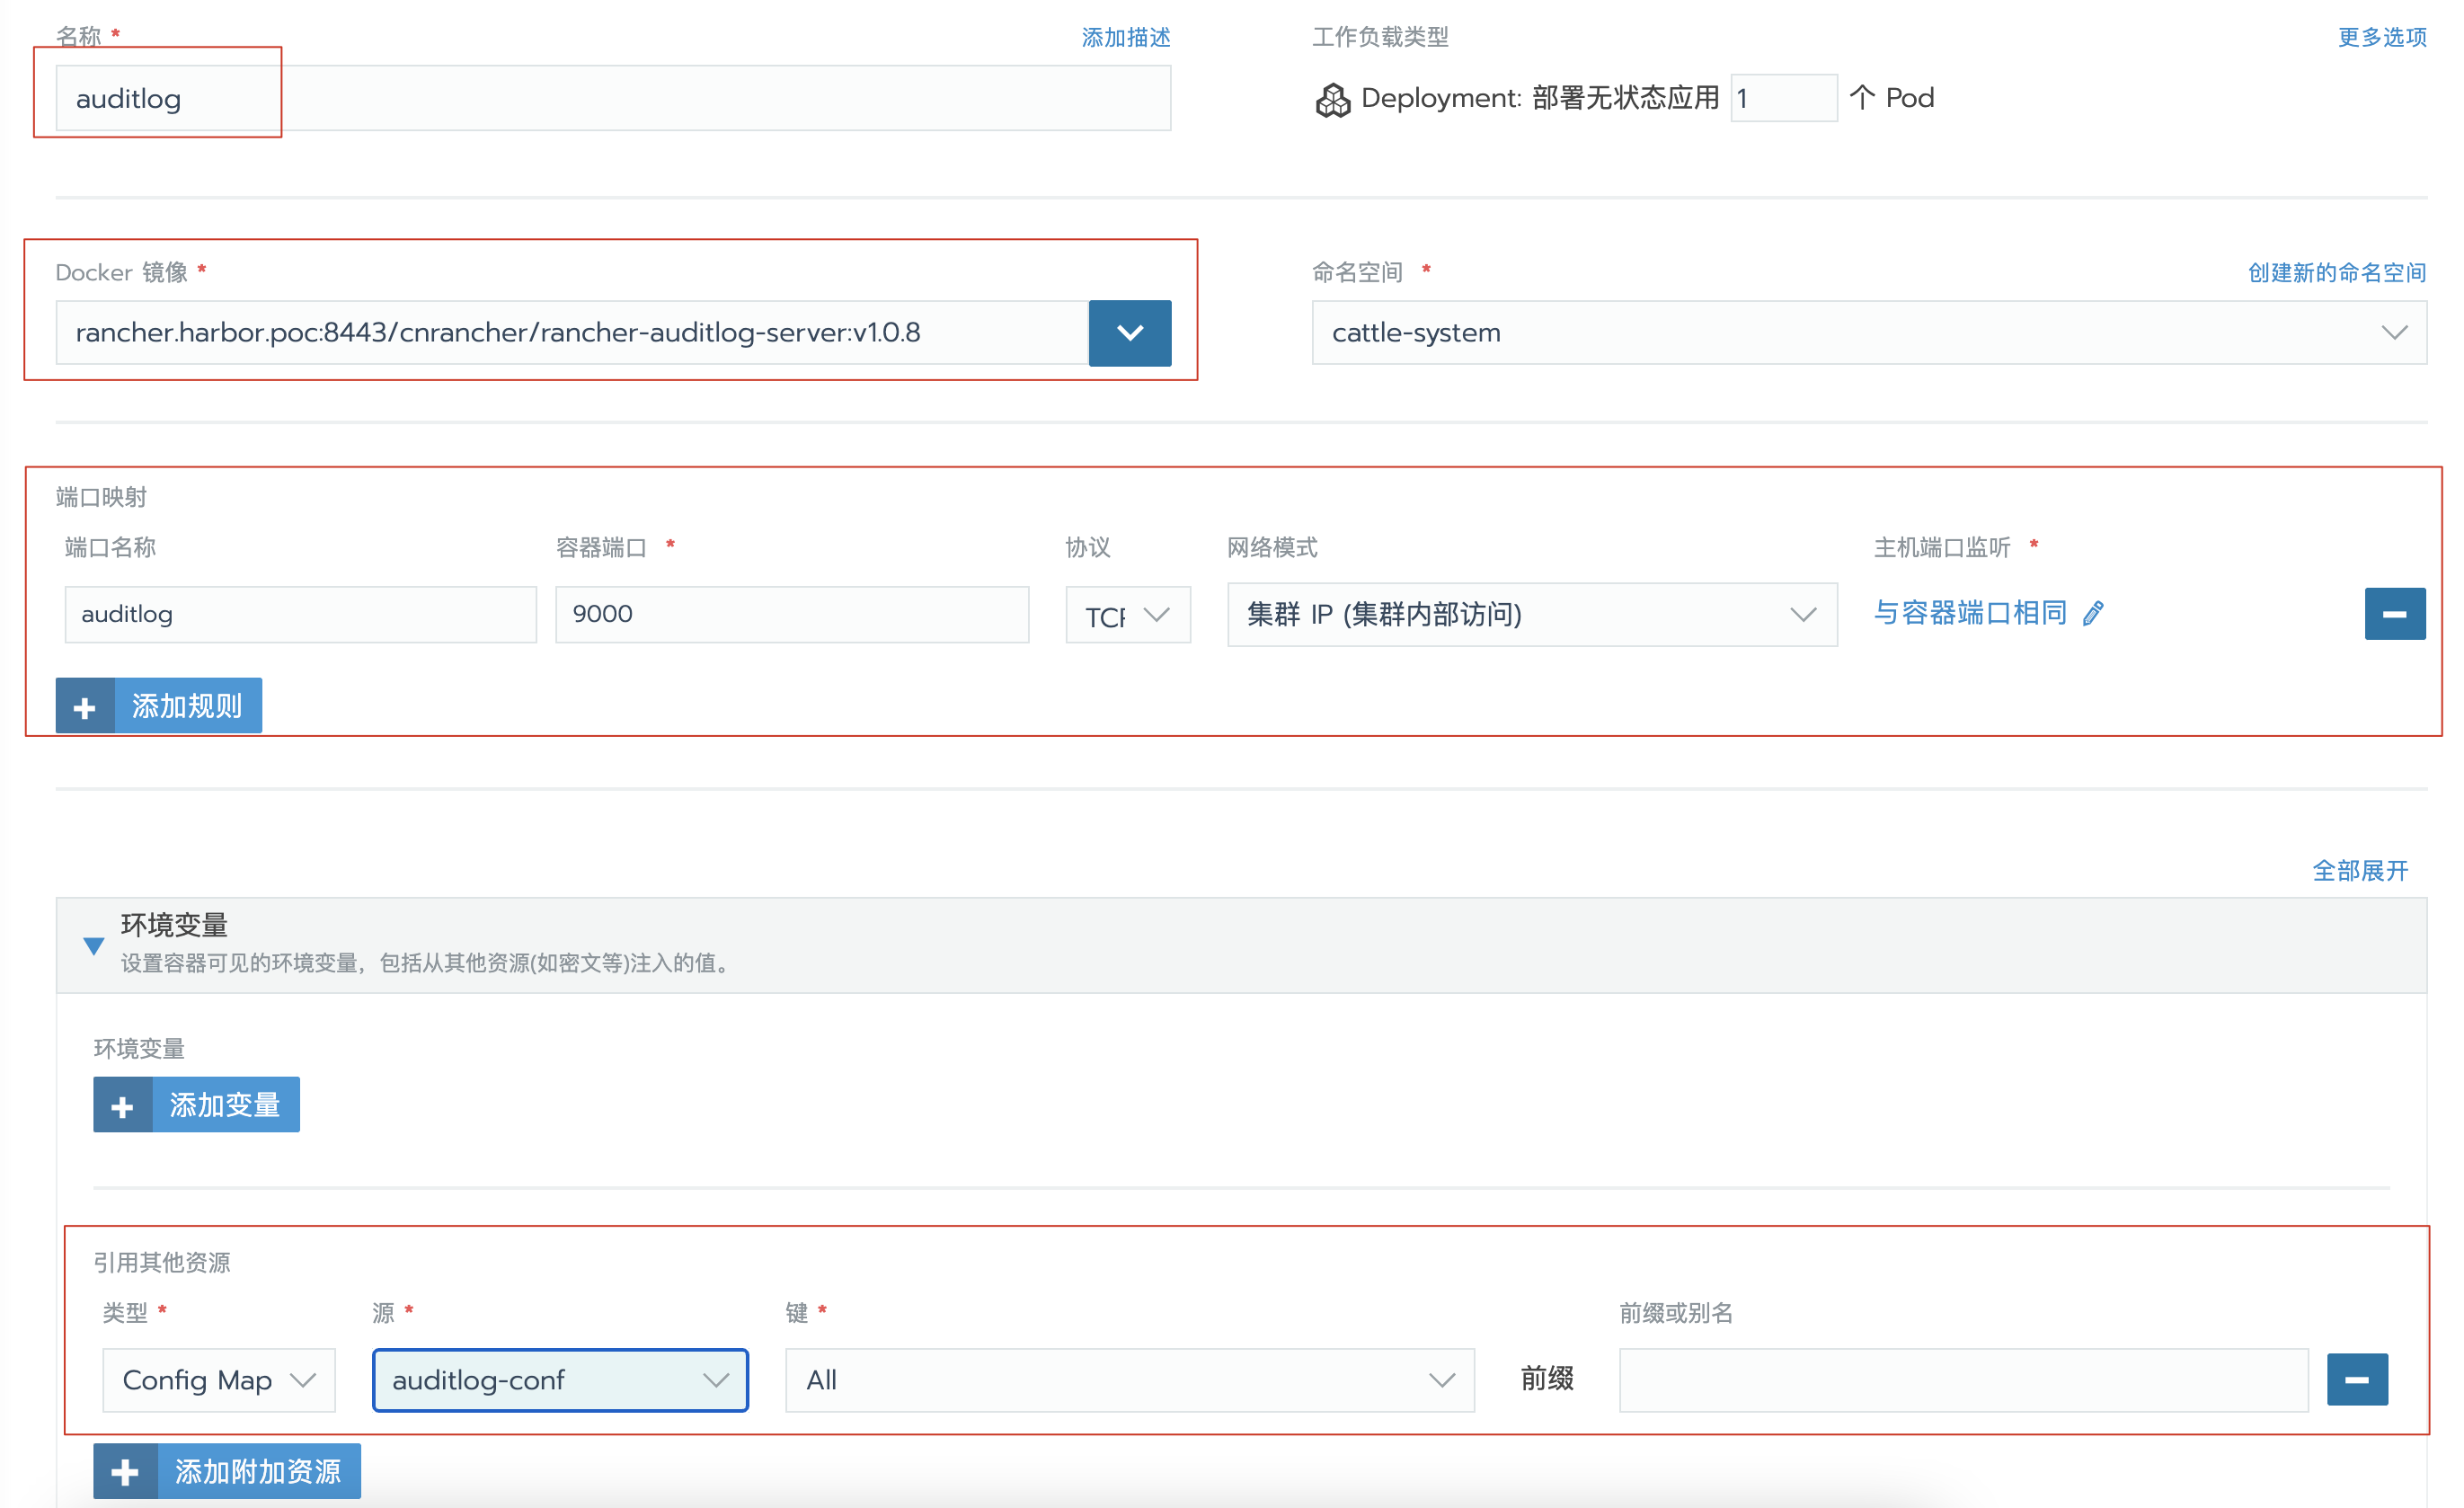 名称 *
添加描述
工作负载类型
更多选项
auditlog
Deployment: 部署无状态应用 1 个 Pod
Docker 镜像 *
命名空间 *
创建新的命名空间
rancher.harbor.poc:8443/cnrancher/rancher-auditlog-server:v1.0.8
cattle-system
端口映射
端口名称
容器端口 *
协议
网络模式
主机端口监听 *
auditlog
9000
TCP
集群 IP (集群内部访问)
与容器端口相同
添加规则
全部展开
环境变量
设置容器可见的环境变量，包括从其他资源(如密文等)注入的值。
环境变量
添加变量
引用其他资源
类型 *
源 *
键 *
前缀或别名
Config Map
auditlog-conf
All
前缀
添加附加资源